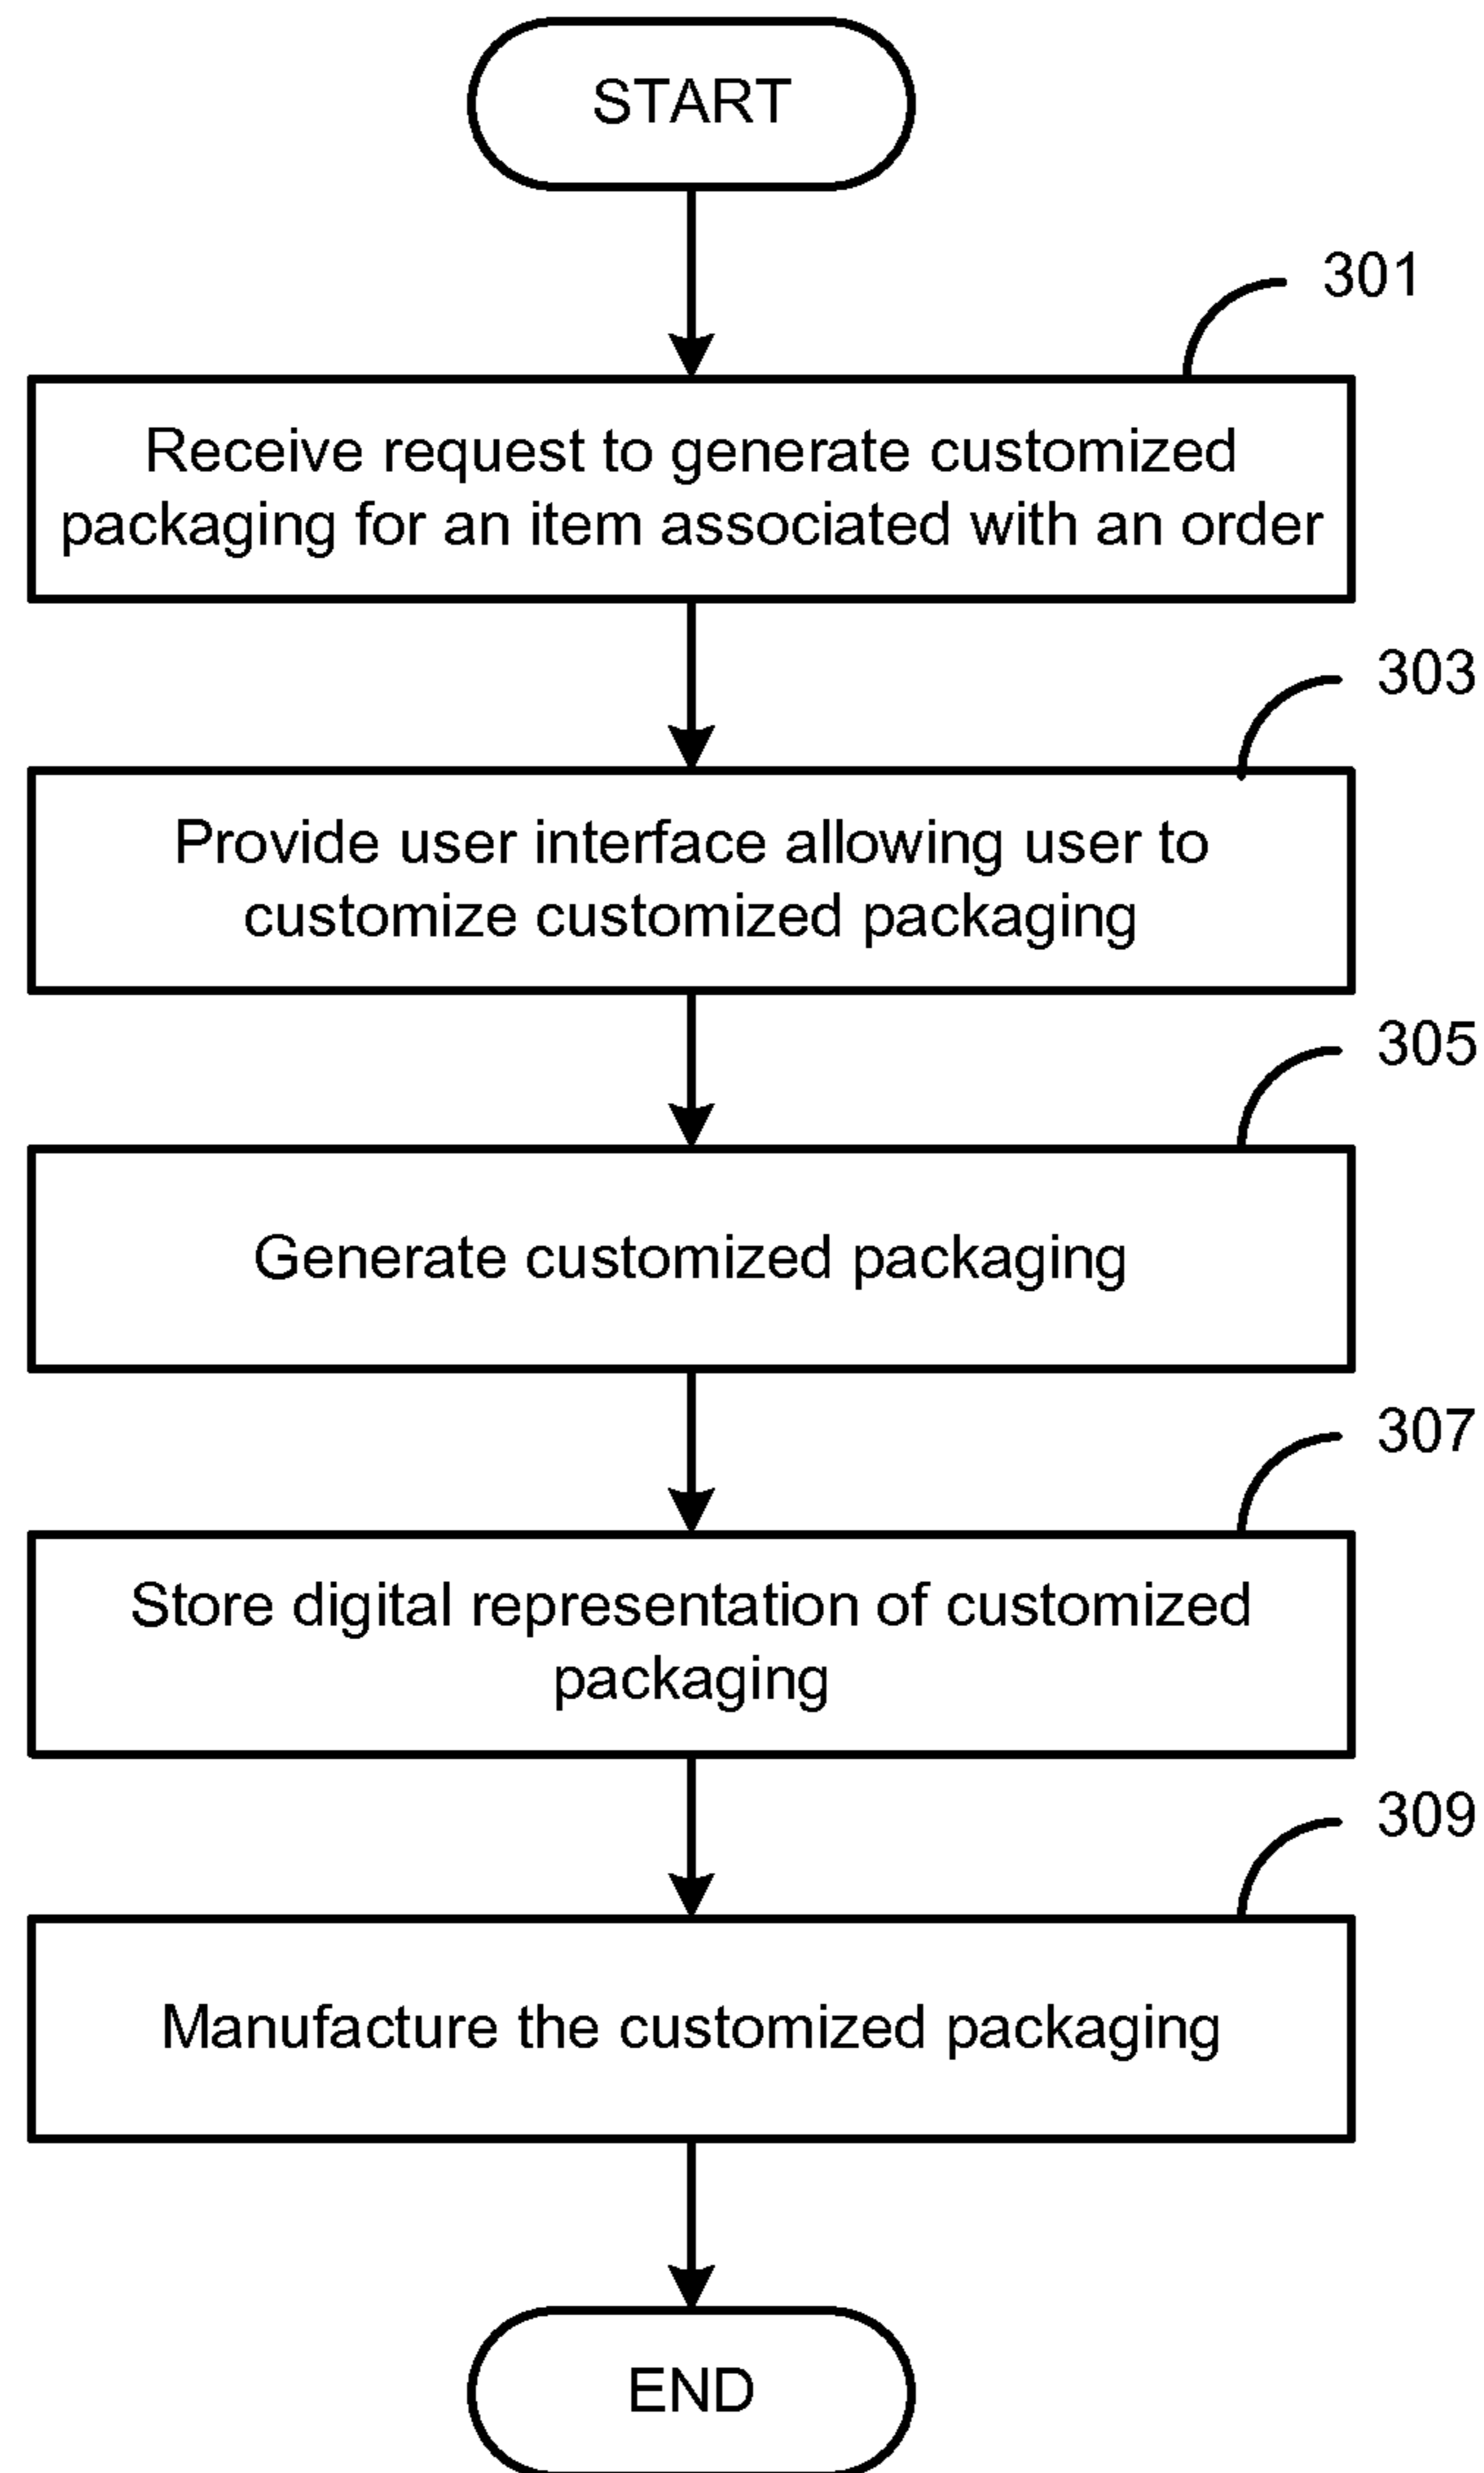 START
301
Receive request to generate customized
packaging for an item associated with an order
303
Provide user interface allowing user to
customize customized packaging
305
Generate customized packaging
307
Store digital representation of customized
packaging
309
Manufacture the customized packaging
END